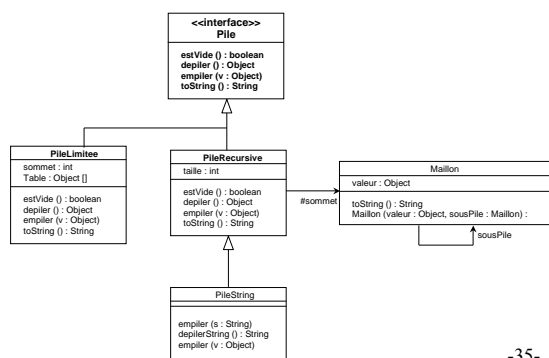 <<interface>>
Pile
estVide () : boolean
depiler () : Object
empiler (v : Object)
toString () : String
PileLimitee
sommet : int
Table : Object []
estVide () : boolean
depiler () : Object
empiler (v : Object)
toString () : String
PileRecursive
taille : int
estVide () : boolean
depiler () : Object
empiler (v : Object)
toString () : String
#sommet
Maillon
valeur : Object
toString () : String
Maillon (valeur : Object, sousPile : Maillon) :
sousPile
PileString
empiler (s : String)
depilerString () : String
empiler (v : Object)
-35-